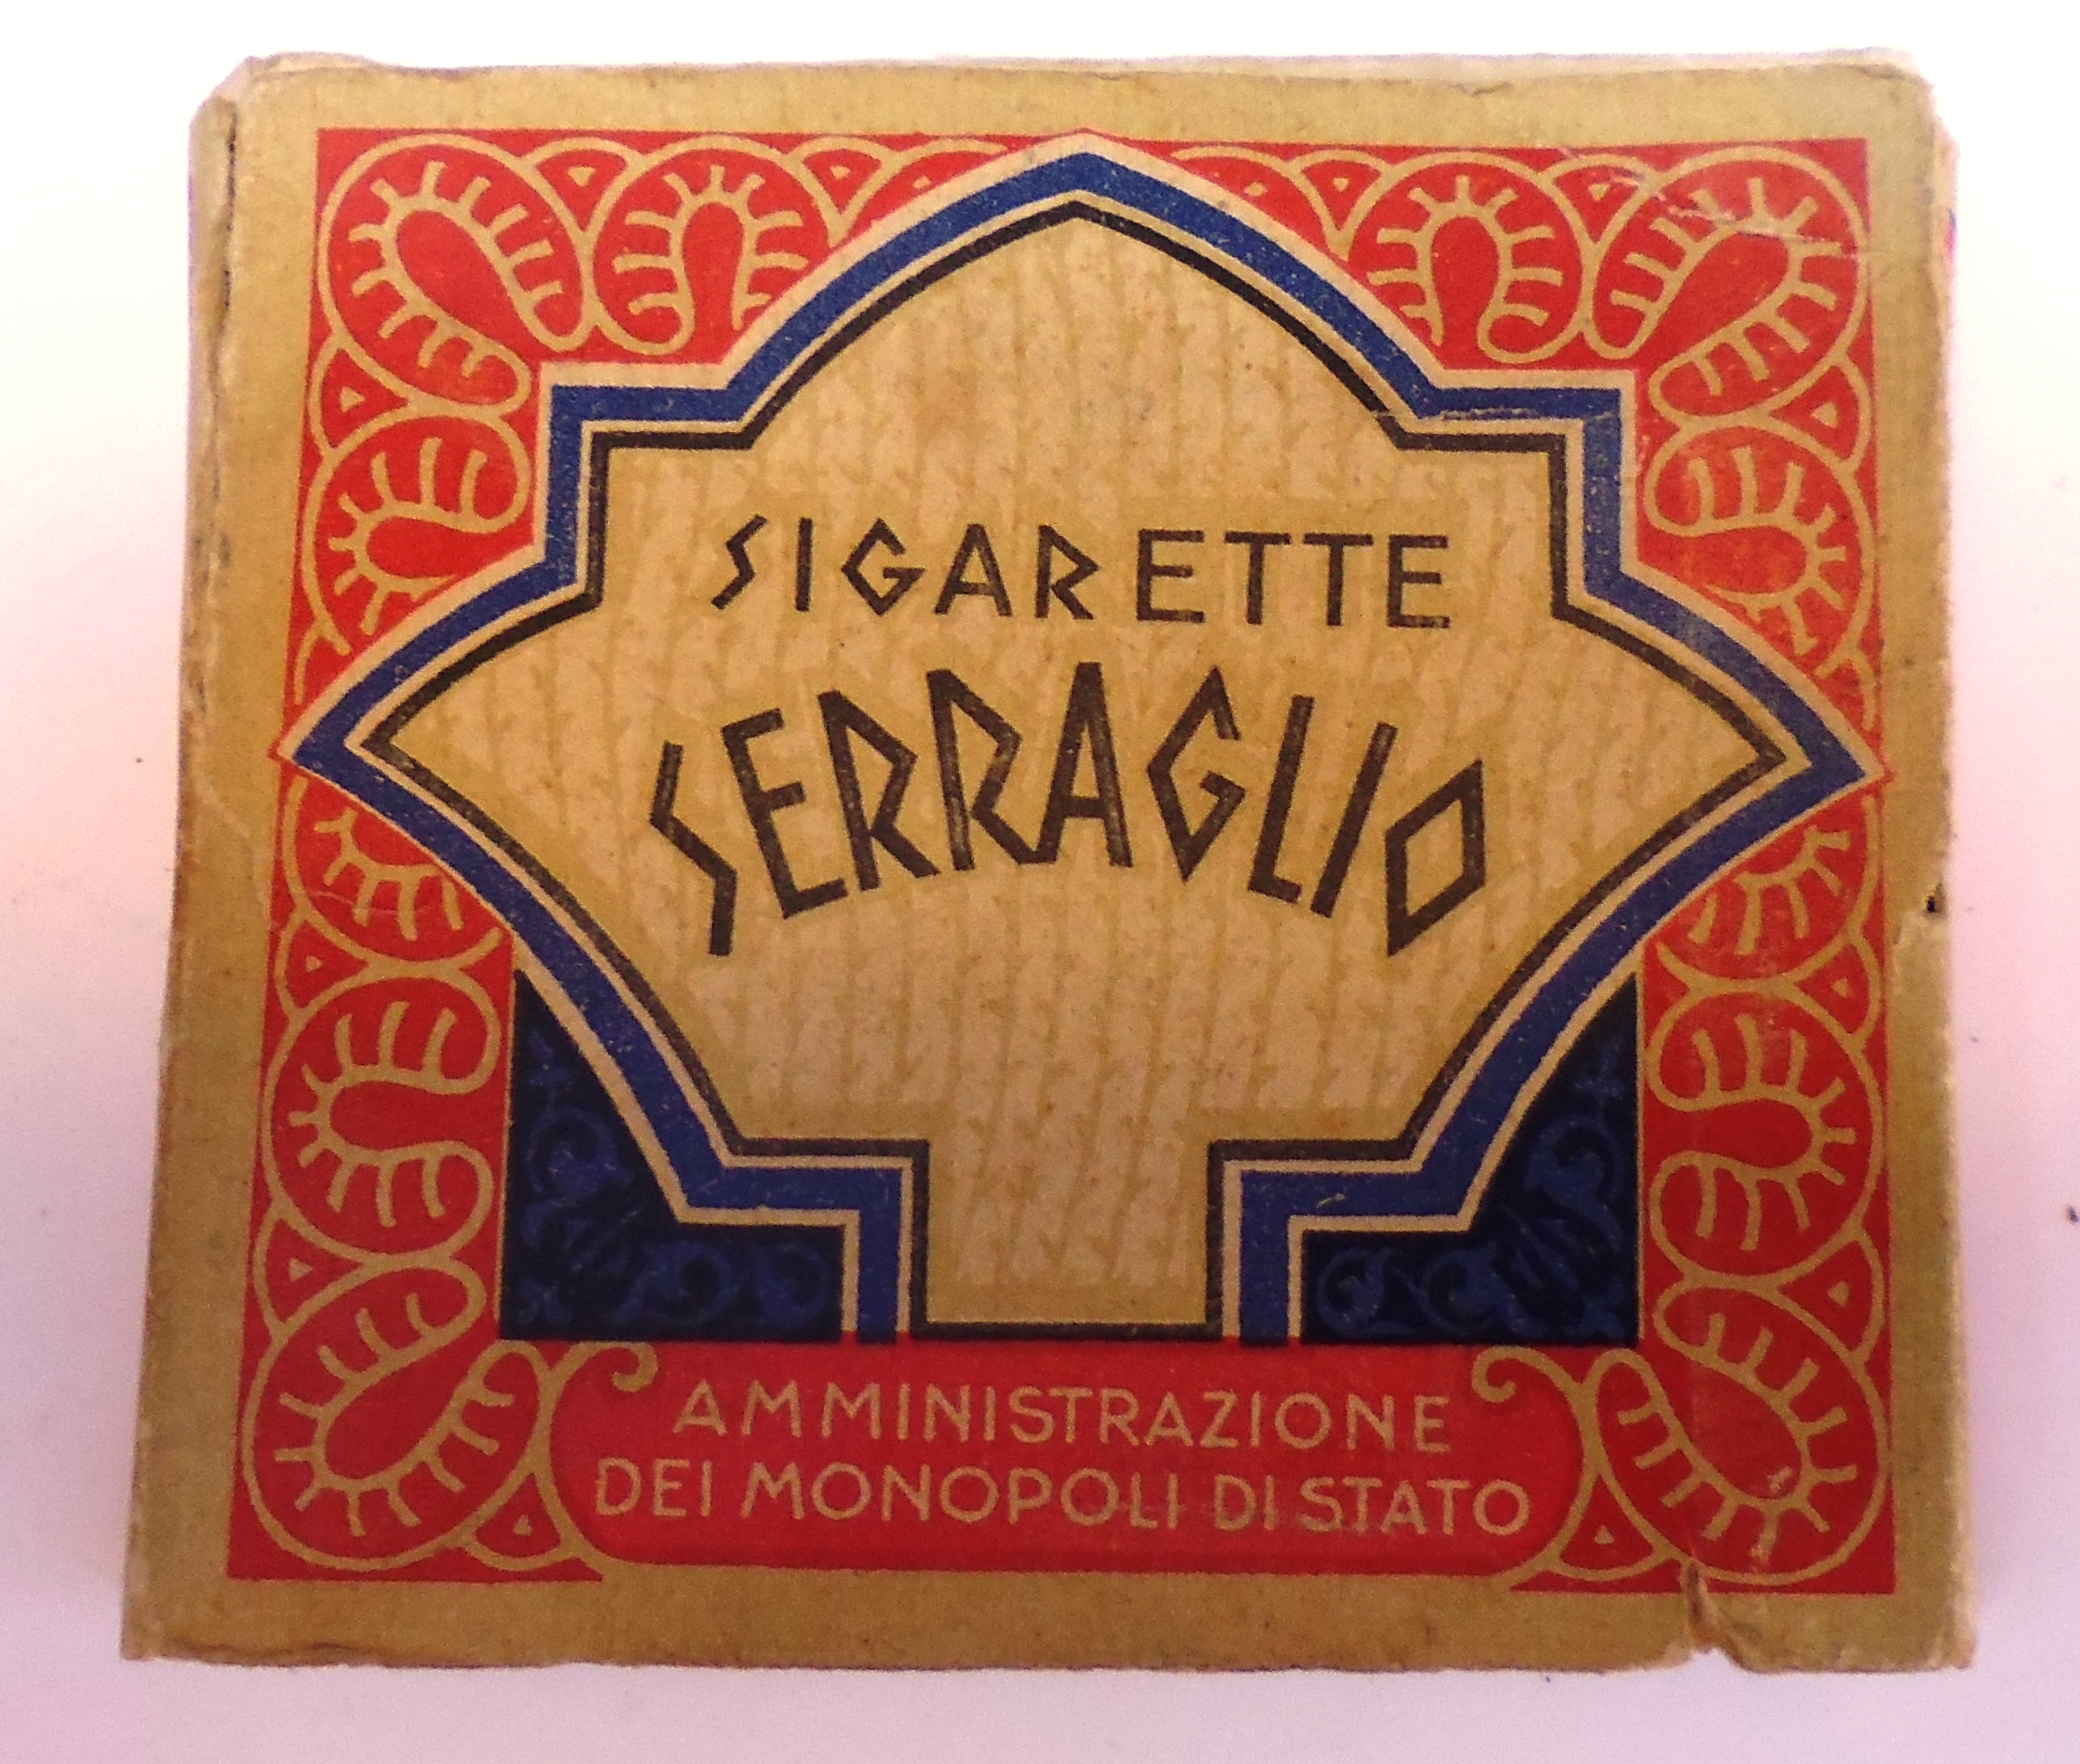 SIGARETTE
SERRAGLIO
AMMINISTRAZIONE
DEI MONOPOLI DI STATO